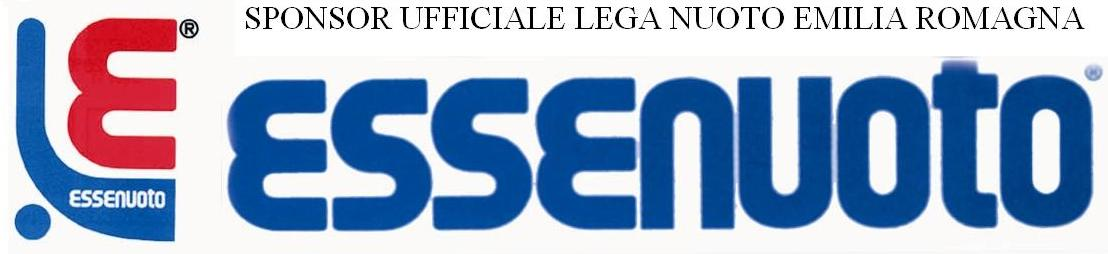 SPONSOR UFFICIALE LEGA NUOTO EMILIA ROMAGNA
E®
ESSENUOTO
ESSENUOTO®